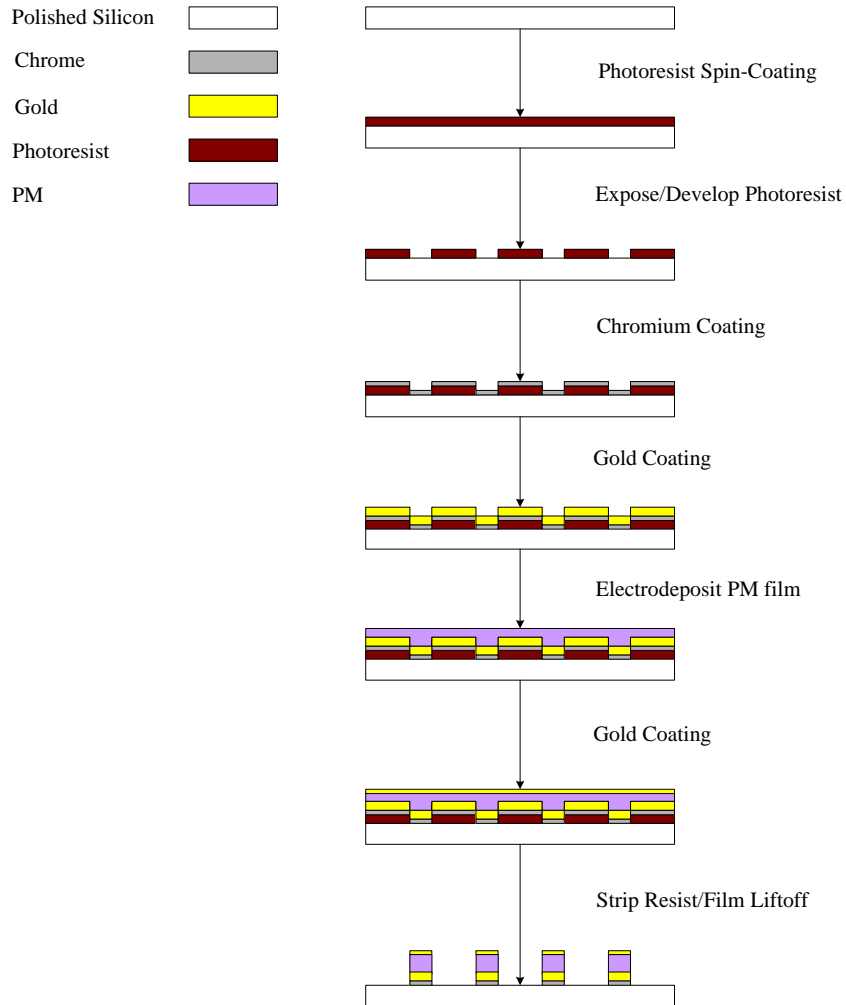 Polished Silicon
Chrome
Gold
Photoresist
PM
Photoresist Spin-Coating
Expose/Develop Photoresist
Chromium Coating
Gold Coating
Electrodeposit PM film
Gold Coating
Strip Resist/Film Liftoff